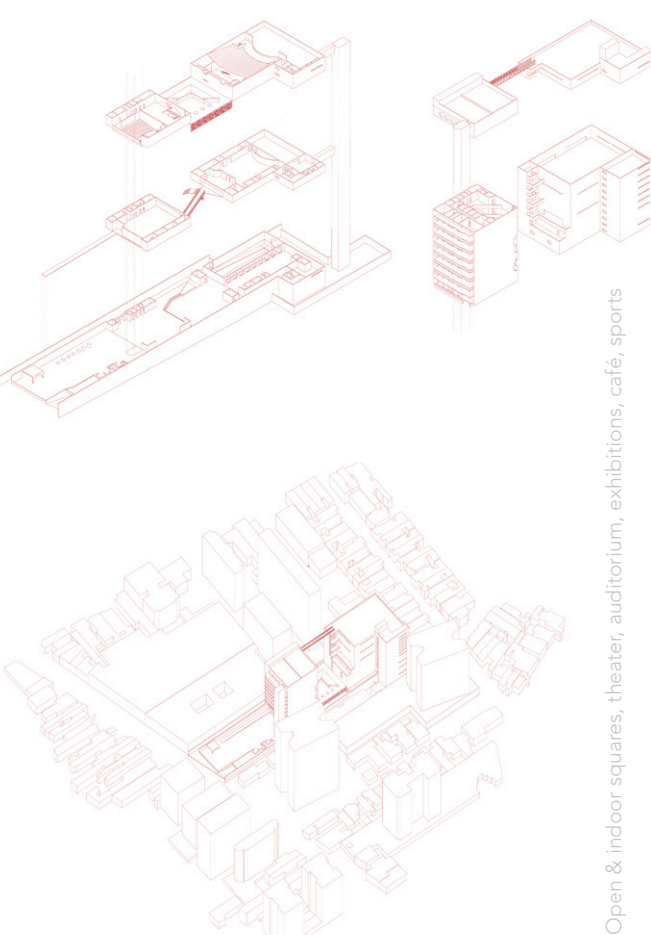 Open & indoor squares, theater, auditorium, exhibitions, café, sports